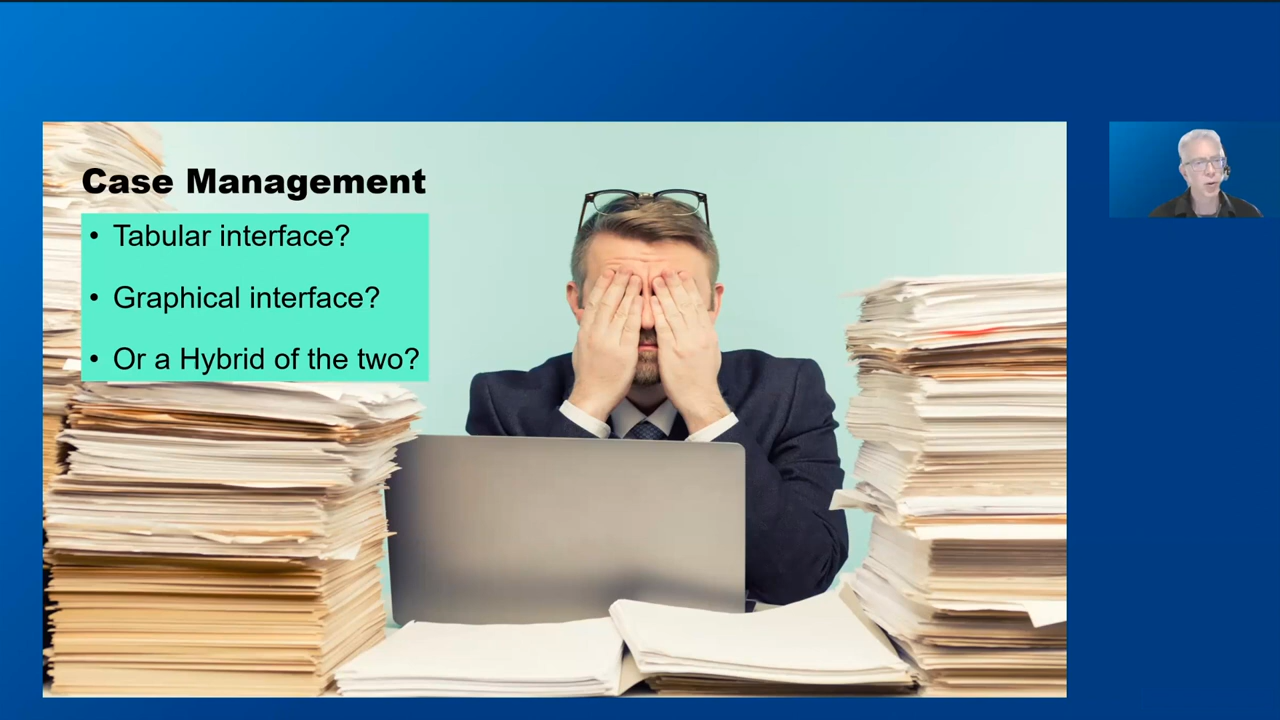 Case Management
• Tabular interface?
• Graphical interface?
• Or a Hybrid of the two?